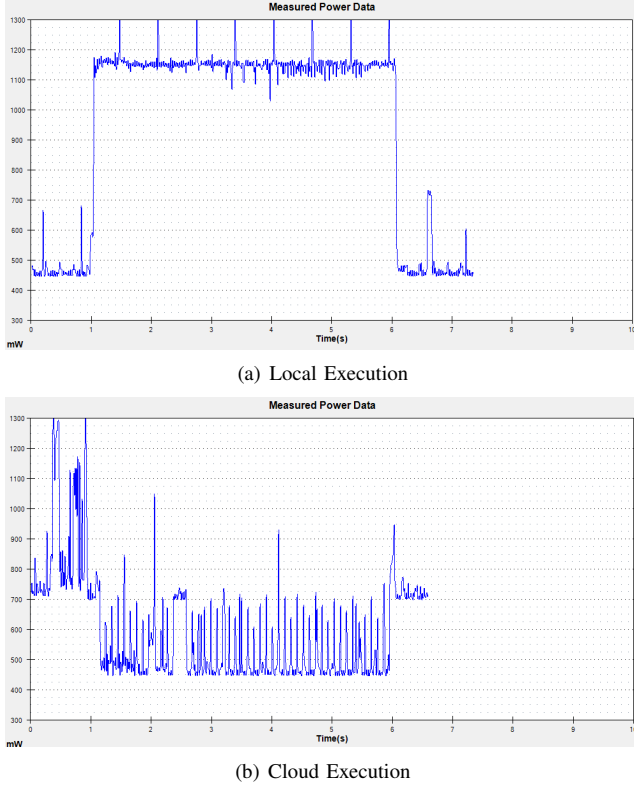 Measured Power Data
1300
1200
1100
1000
900
800
700
600
500
400
300
0 1 2 3 4 5 6 7 8 9 10
mW
Time(s)
(a) Local Execution
Measured Power Data
1300
1200
1100
1000
900
800
700
600
500
400
300
0 1 2 3 4 5 6 7 8 9 10
mW
Time(s)
(b) Cloud Execution